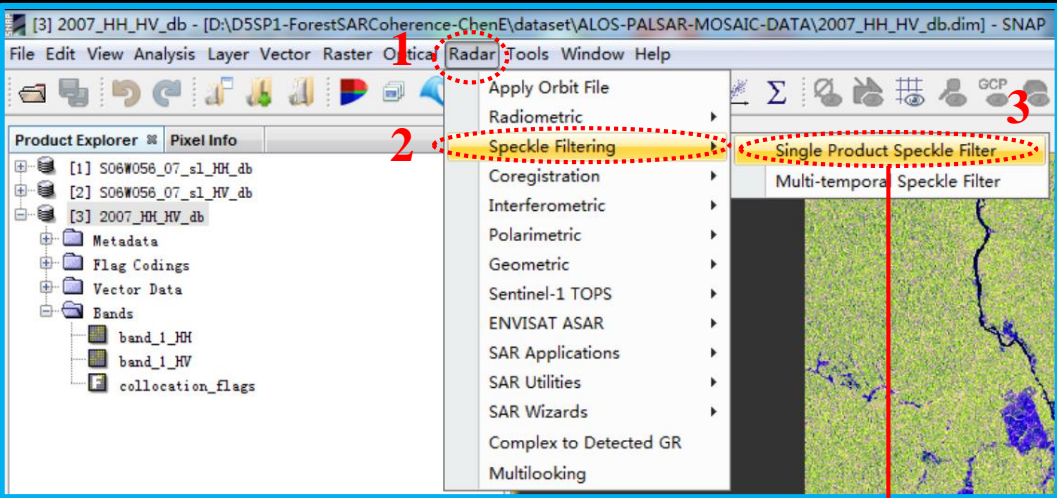 [3] 2007_HH_HV_db - [D:\D5SP1-ForestSARCoherence-ChenE\dataset\ALOS-PALSAR-MOSAIC-DATA\2007_HH_HV_db.dim] - SNAP
File Edit View Analysis Layer Vector Raster Optical Radar Tools Window Help
1
GCP
Product Explorer Pixel Info
[1] S06W056_07_sl_HH_db
[2] S06W056_07_sl_HV_db
[3] 2007_HH_HV_db
Metadata
Flag Codings
Vector Data
Bands
band_1_HH
band_1_HV
collocation_flags
Apply Orbit File
Radiometric
2
Speckle Filtering
Coregistration
Interferometric
Polarimetric
Geometric
Sentinel-1 TOPS
ENVISAT ASAR
SAR Applications
SAR Utilities
SAR Wizards
Complex to Detected GR
Multilooking
3
Single Product Speckle Filter
Multi-temporal Speckle Filter